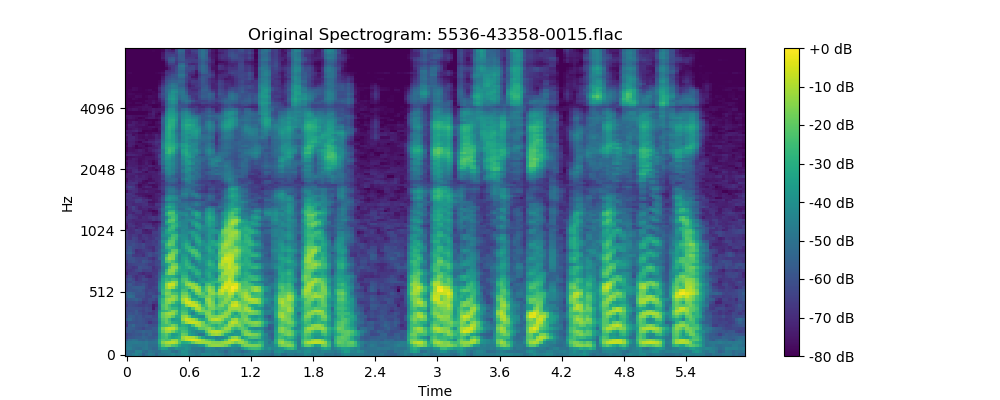 Original Spectrogram: 5536-43358-0015.flac
Hz
4096
2048
1024
512
0
0 0.6 1.2 1.8 2.4 3 3.6 4.2 4.8 5.4
Time
+0 dB
-10 dB
-20 dB
-30 dB
-40 dB
-50 dB
-60 dB
-70 dB
-80 dB